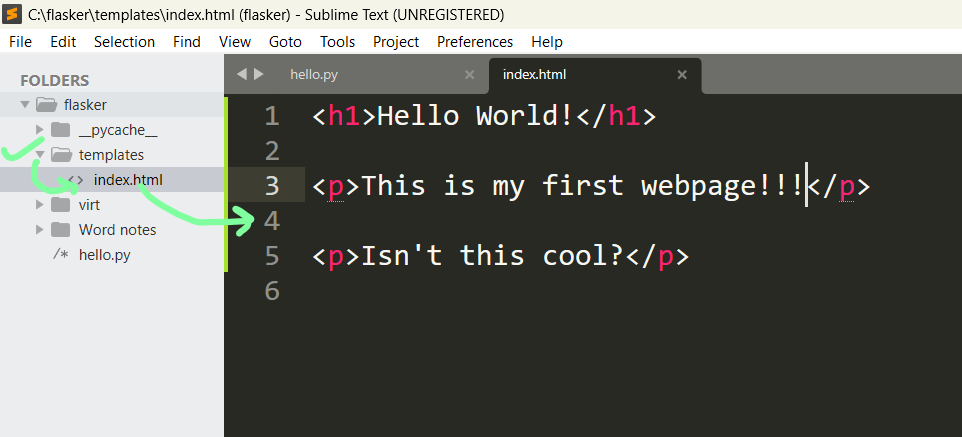 C:\flasker\templates\index.html (flasker) - Sublime Text (UNREGISTERED)
File Edit Selection Find View Goto Tools Project Preferences Help
FOLDERS
flasker
__pycache__
templates
<> index.html
virt
Word notes
/* hello.py
hello.py × index.html ×
1 <h1>Hello World!</h1>
2
3 <p>This is my first webpage!!!</p>
4
5 <p>Isn't this cool?</p>
6